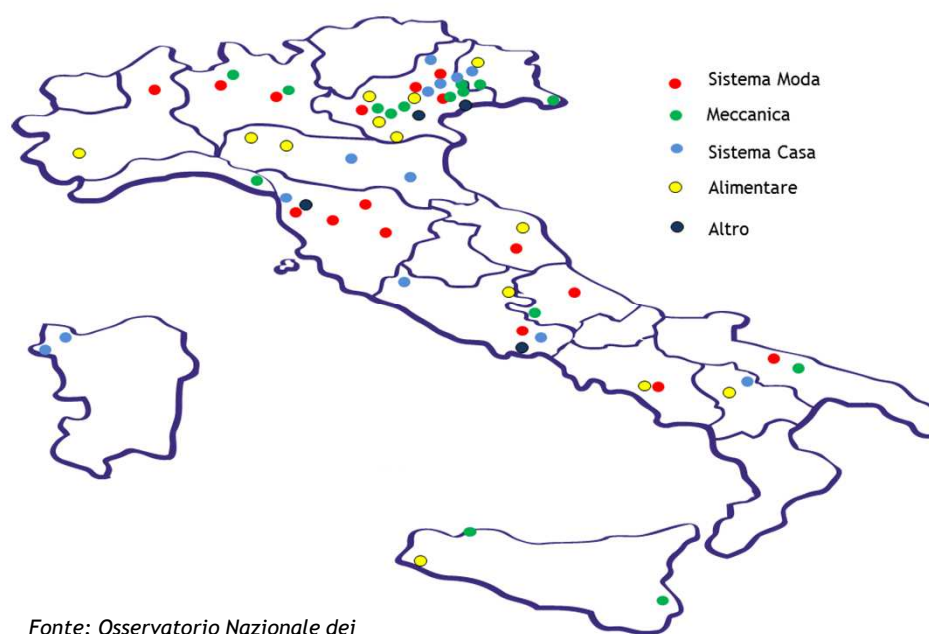 Sistema Moda
Meccanica
Sistema Casa
Alimentare
Altro
Fonte: Osservatorio Nazionale dei